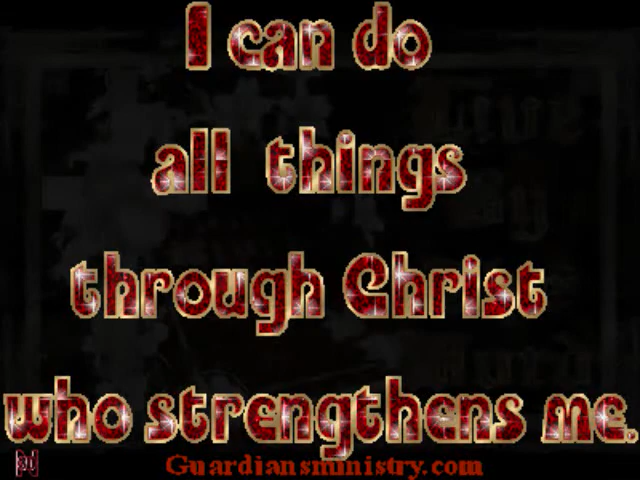 I can do
all things
through Christ
who strengthens me.
Guardiansministry.com